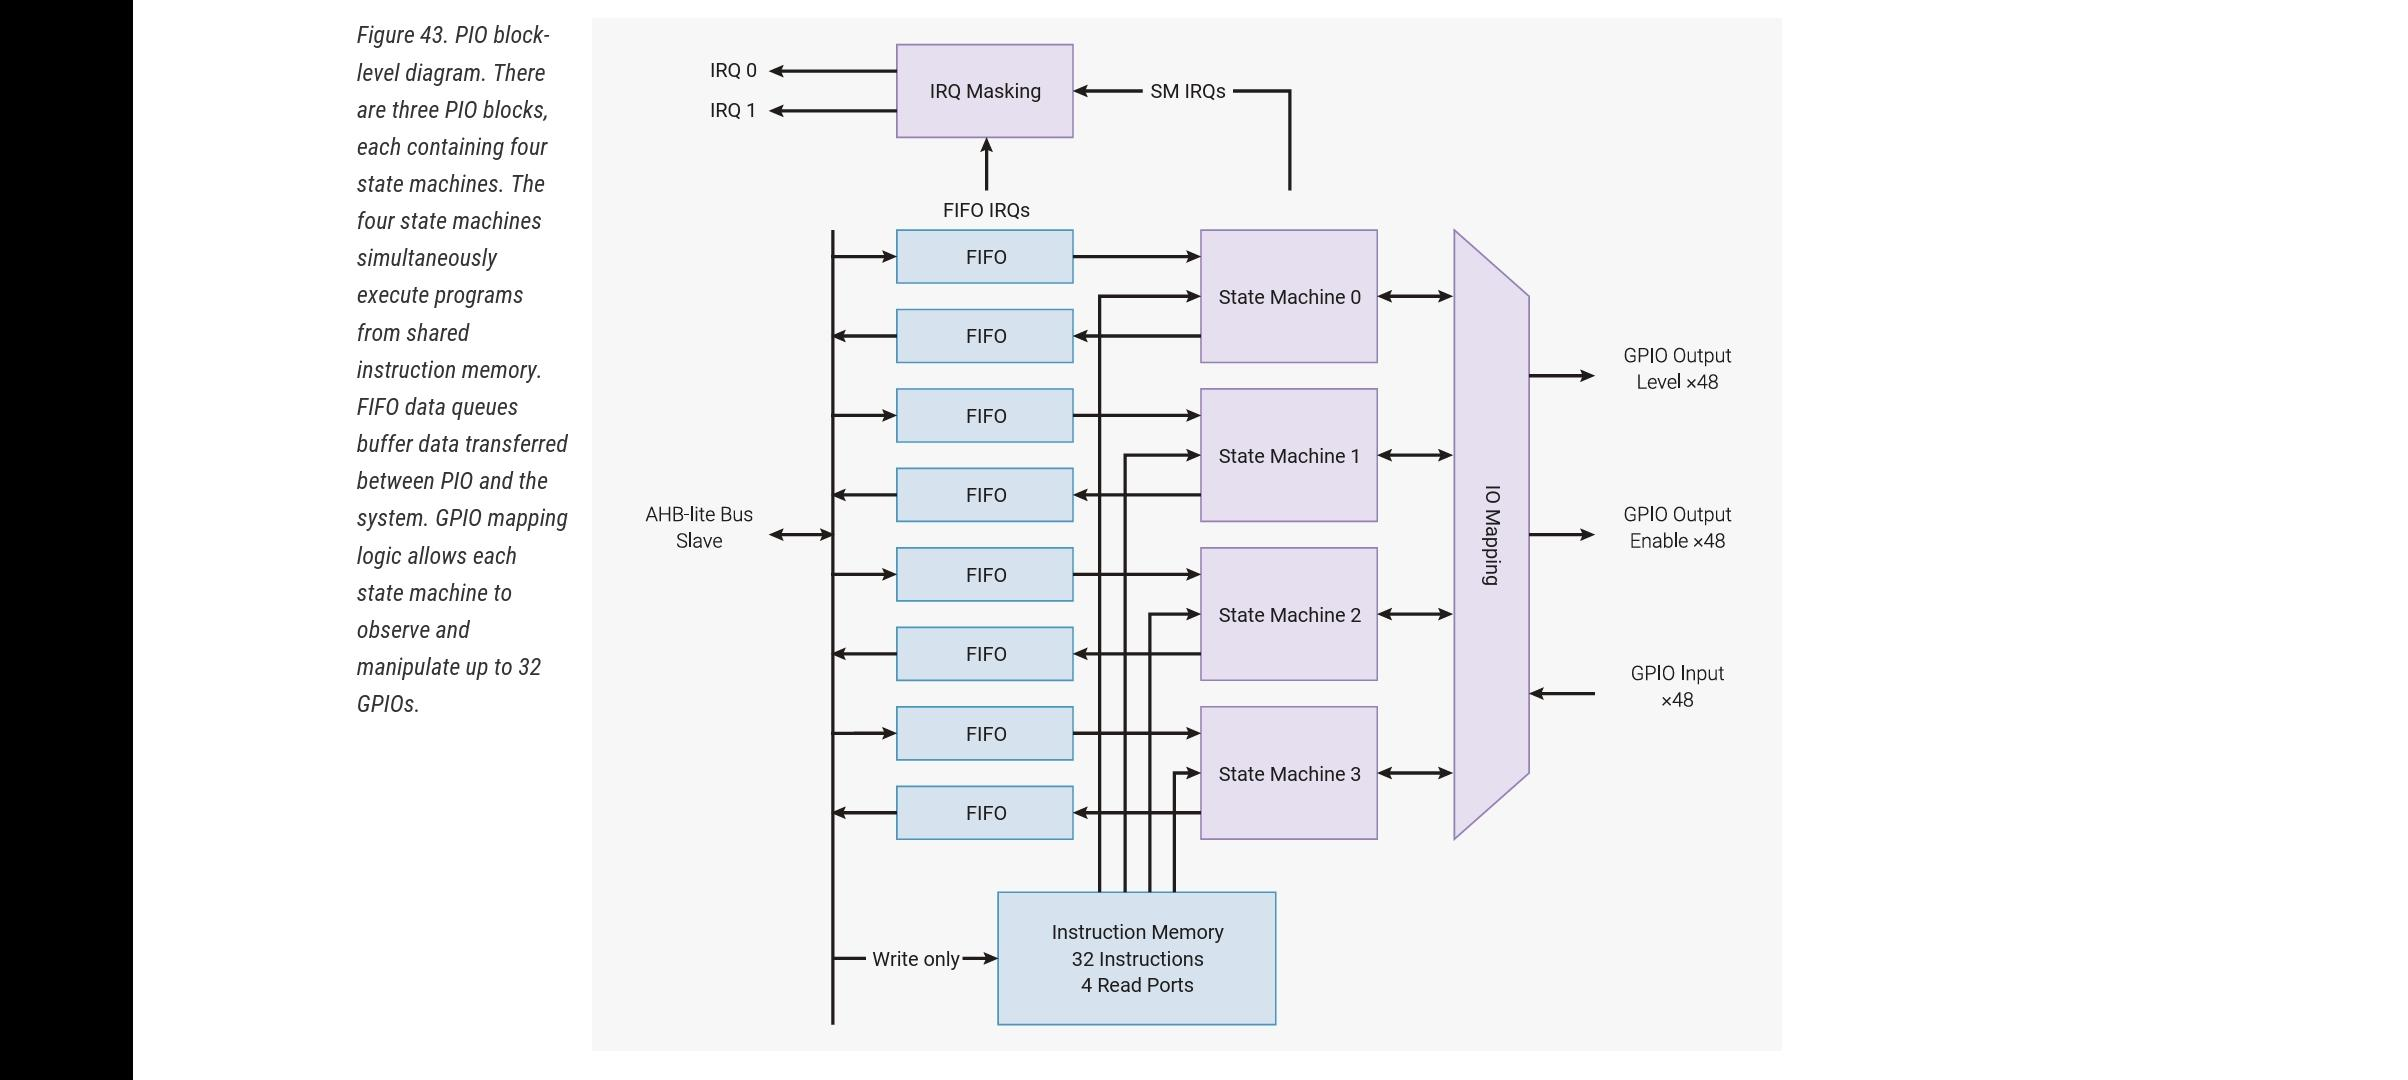 Figure 43. PIO block-
level diagram. There
are three PIO blocks,
each containing four
state machines. The
four state machines
simultaneously
execute programs
from shared
instruction memory.
FIFO data queues
buffer data transferred
between PIO and the
system. GPIO mapping
logic allows each
state machine to
observe and
manipulate up to 32
GPIOs.
IRQ 0
IRQ 1
IRQ Masking
SM IRQs
FIFO IRQs
FIFO
FIFO
FIFO
FIFO
FIFO
FIFO
FIFO
FIFO
State Machine 0
State Machine 1
State Machine 2
State Machine 3
AHB-lite Bus
Slave
IO Mapping
GPIO Output
Level ×48
GPIO Output
Enable ×48
GPIO Input
×48
Write only
Instruction Memory
32 Instructions
4 Read Ports